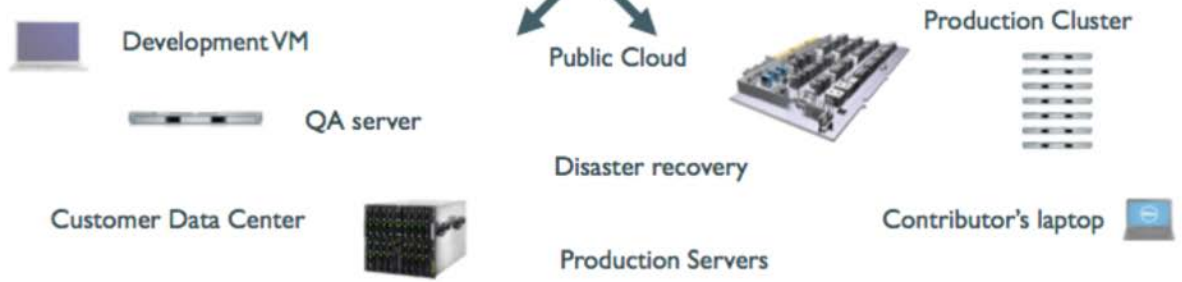 Production Cluster
Development VM
Public Cloud
QA server
Disaster recovery
Customer Data Center
Contributor's laptop
Production Servers